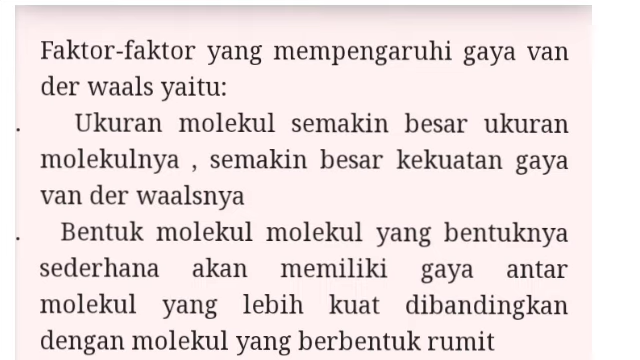 Faktor-faktor yang mempengaruhi gaya van
der waals yaitu:
. Ukuran molekul semakin besar ukuran
molekulnya , semakin besar kekuatan gaya
van der waalsnya
. Bentuk molekul molekul yang bentuknya
sederhana akan memiliki gaya antar
molekul yang lebih kuat dibandingkan
dengan molekul yang berbentuk rumit